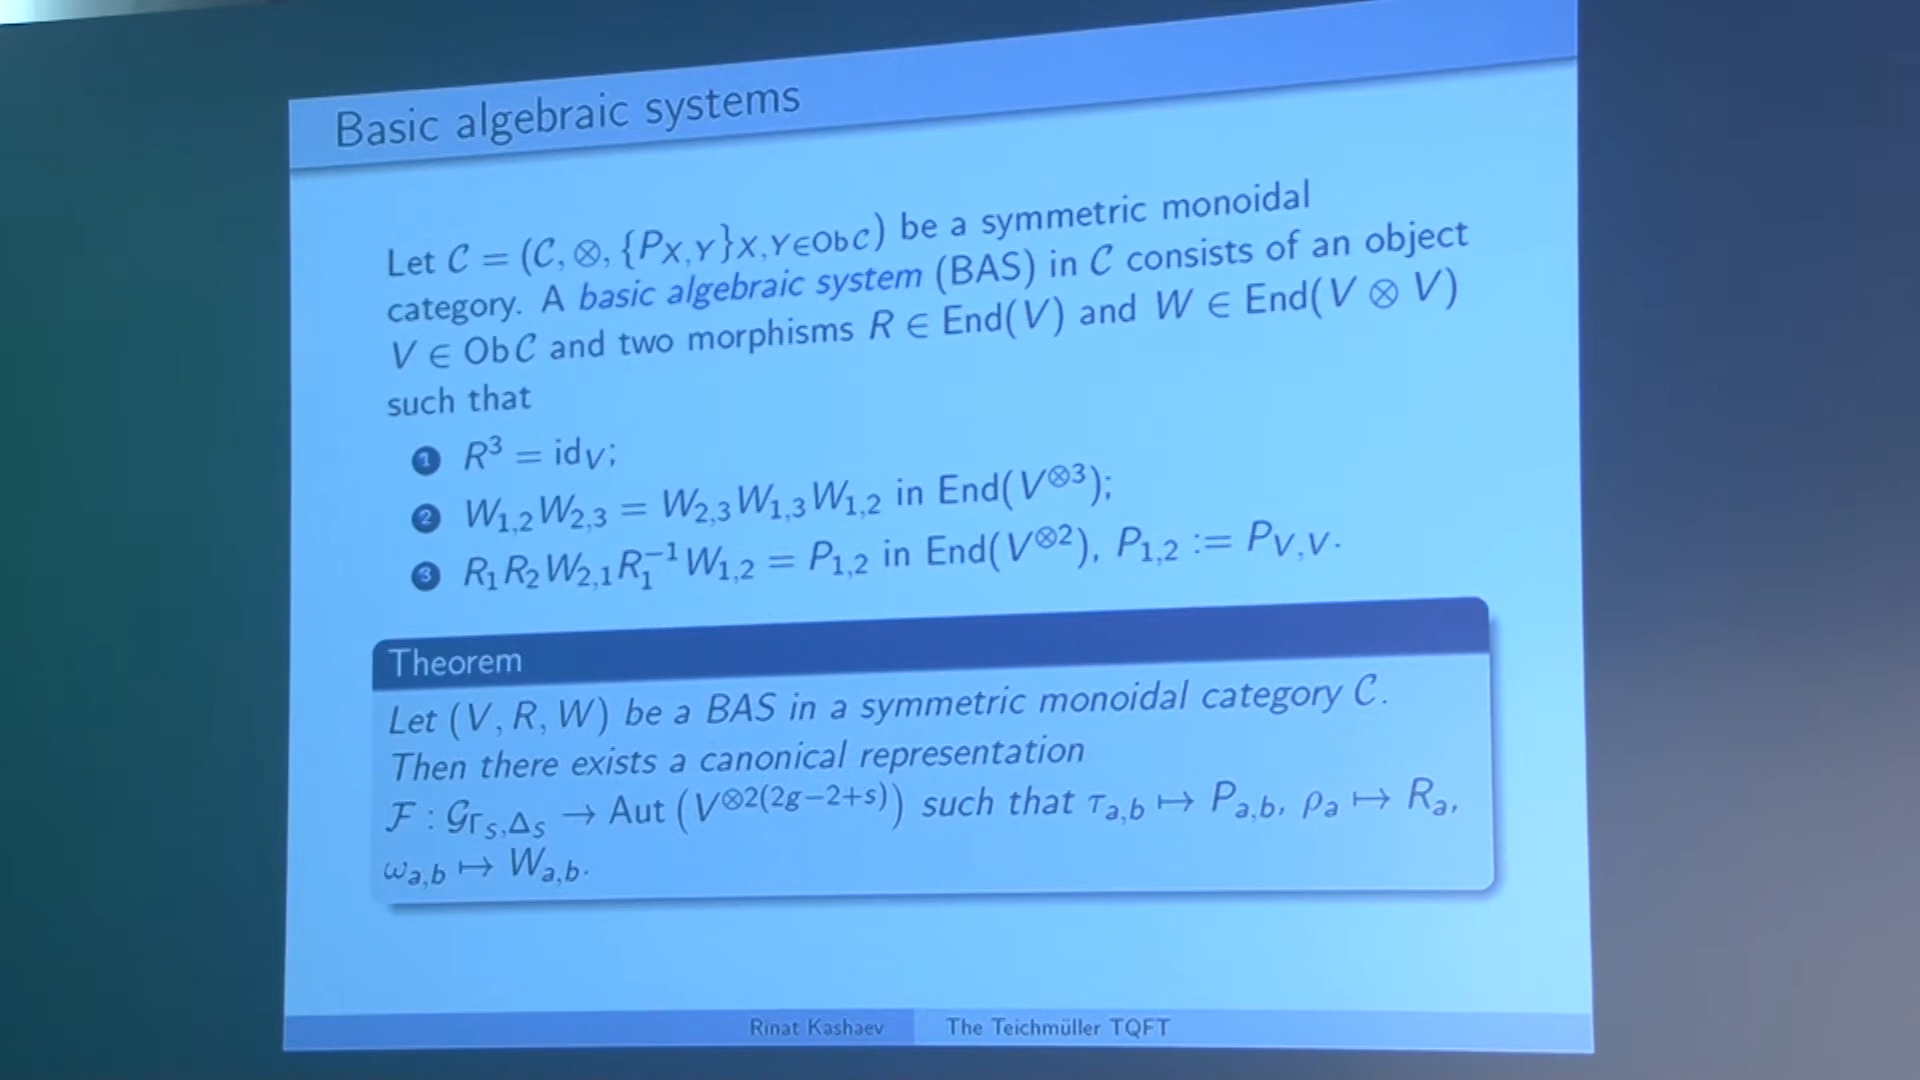 Basic algebraic systems
Let 𝒞 = (𝒞, ⊗, {P_{X,Y}}_{X,Y∈Ob𝒞}) be a symmetric monoidal
category. A basic algebraic system (BAS) in 𝒞 consists of an object
V ∈ Ob𝒞 and two morphisms R ∈ End(V) and W ∈ End(V ⊗ V)
such that
1 R³ = id_V;
2 W_{1,2}W_{2,3} = W_{2,3}W_{1,3}W_{1,2} in End(V^{⊗3});
3 R₁R₂W_{2,1}R₁^{-1}W_{1,2} = P_{1,2} in End(V^{⊗2}), P_{1,2} := P_{V,V}.
Theorem
Let (V, R, W) be a BAS in a symmetric monoidal category 𝒞.
Then there exists a canonical representation
ℱ : 𝒢_{Γ_S,Δ_S} → Aut (V^{⊗2(2g−2+s)}) such that τ_{a,b} ↦ P_{a,b}, ρ_a ↦ R_a,
ω_{a,b} ↦ W_{a,b}.
Rinat Kashaev The Teichmüller TQFT